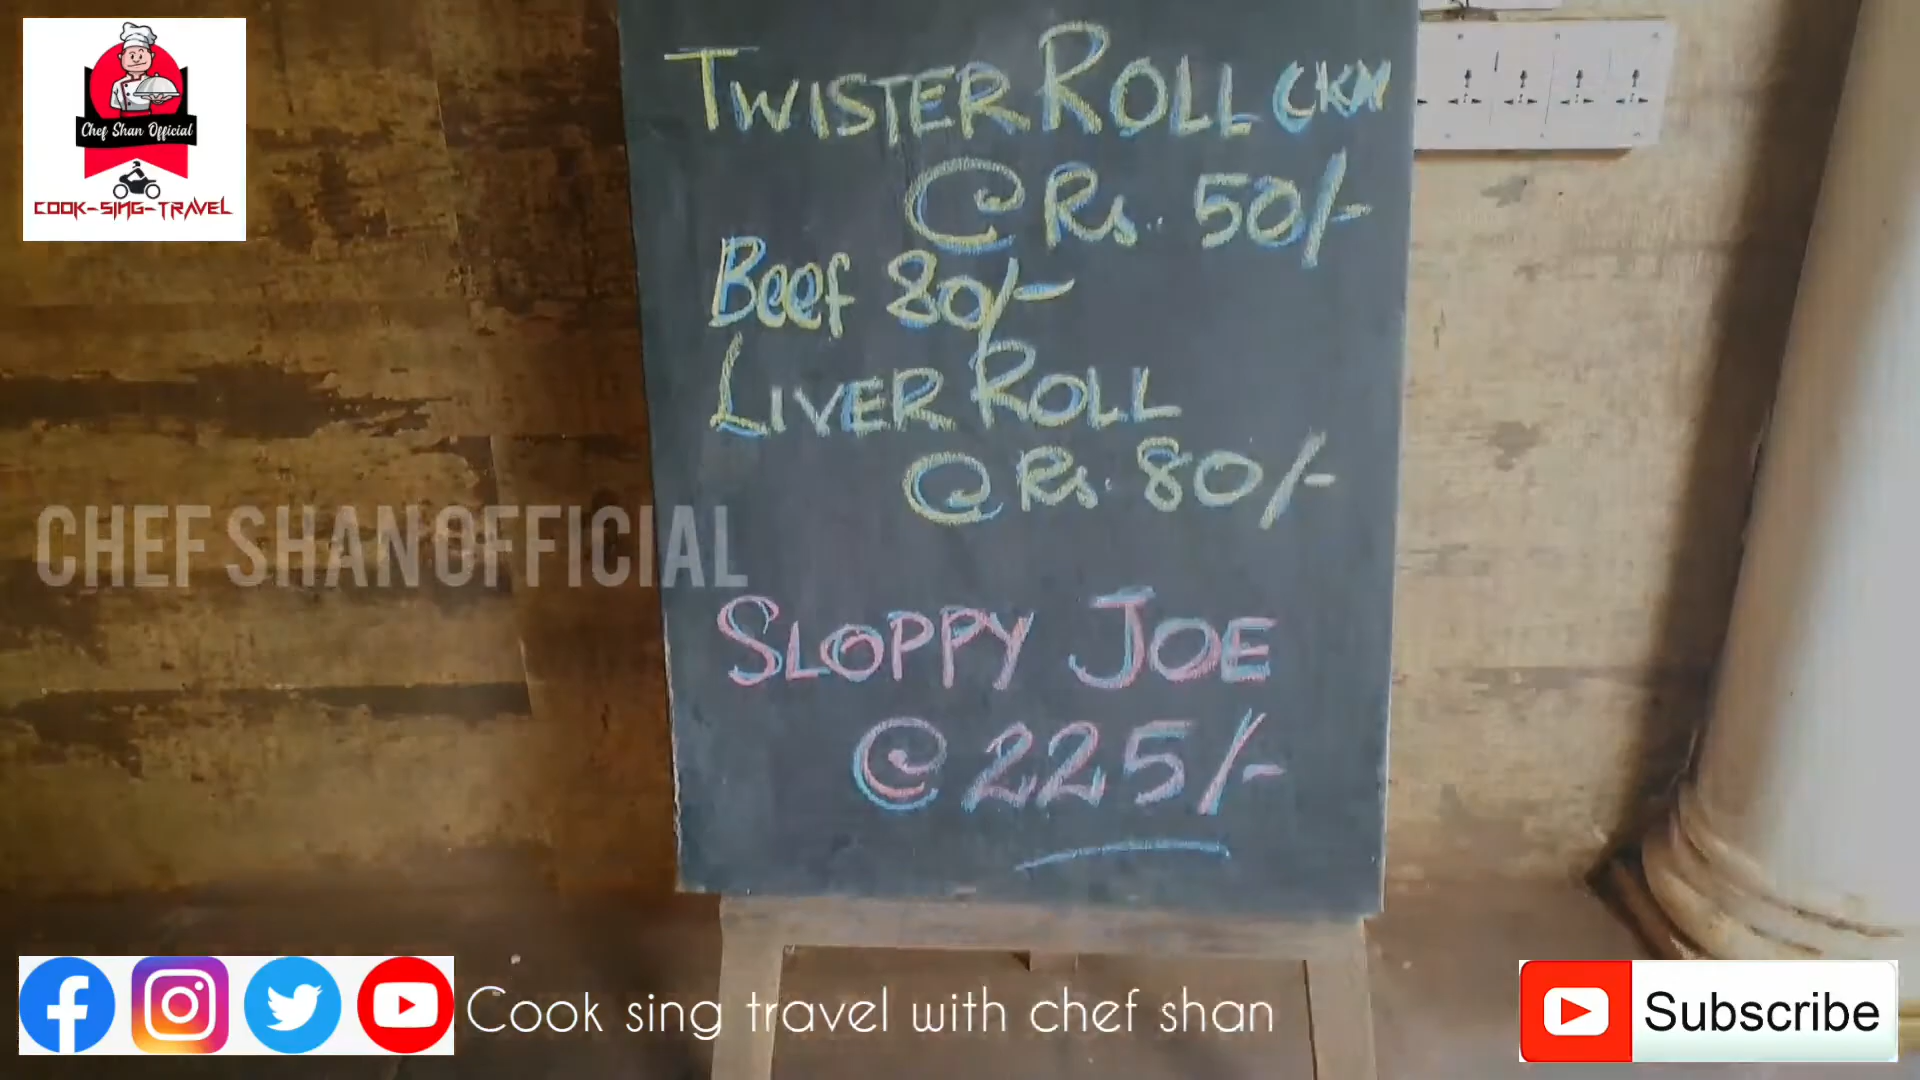 Chef Shan Official
COOK-SING-TRAVEL
TWISTER ROLL CKN
@ Rs. 50/-
Beef 80/-
LIVER ROLL
@ Rs. 80/-
CHEF SHAN OFFICIAL
SLOPPY JOE
@ 225/-
Cook sing travel with chef shan
Subscribe